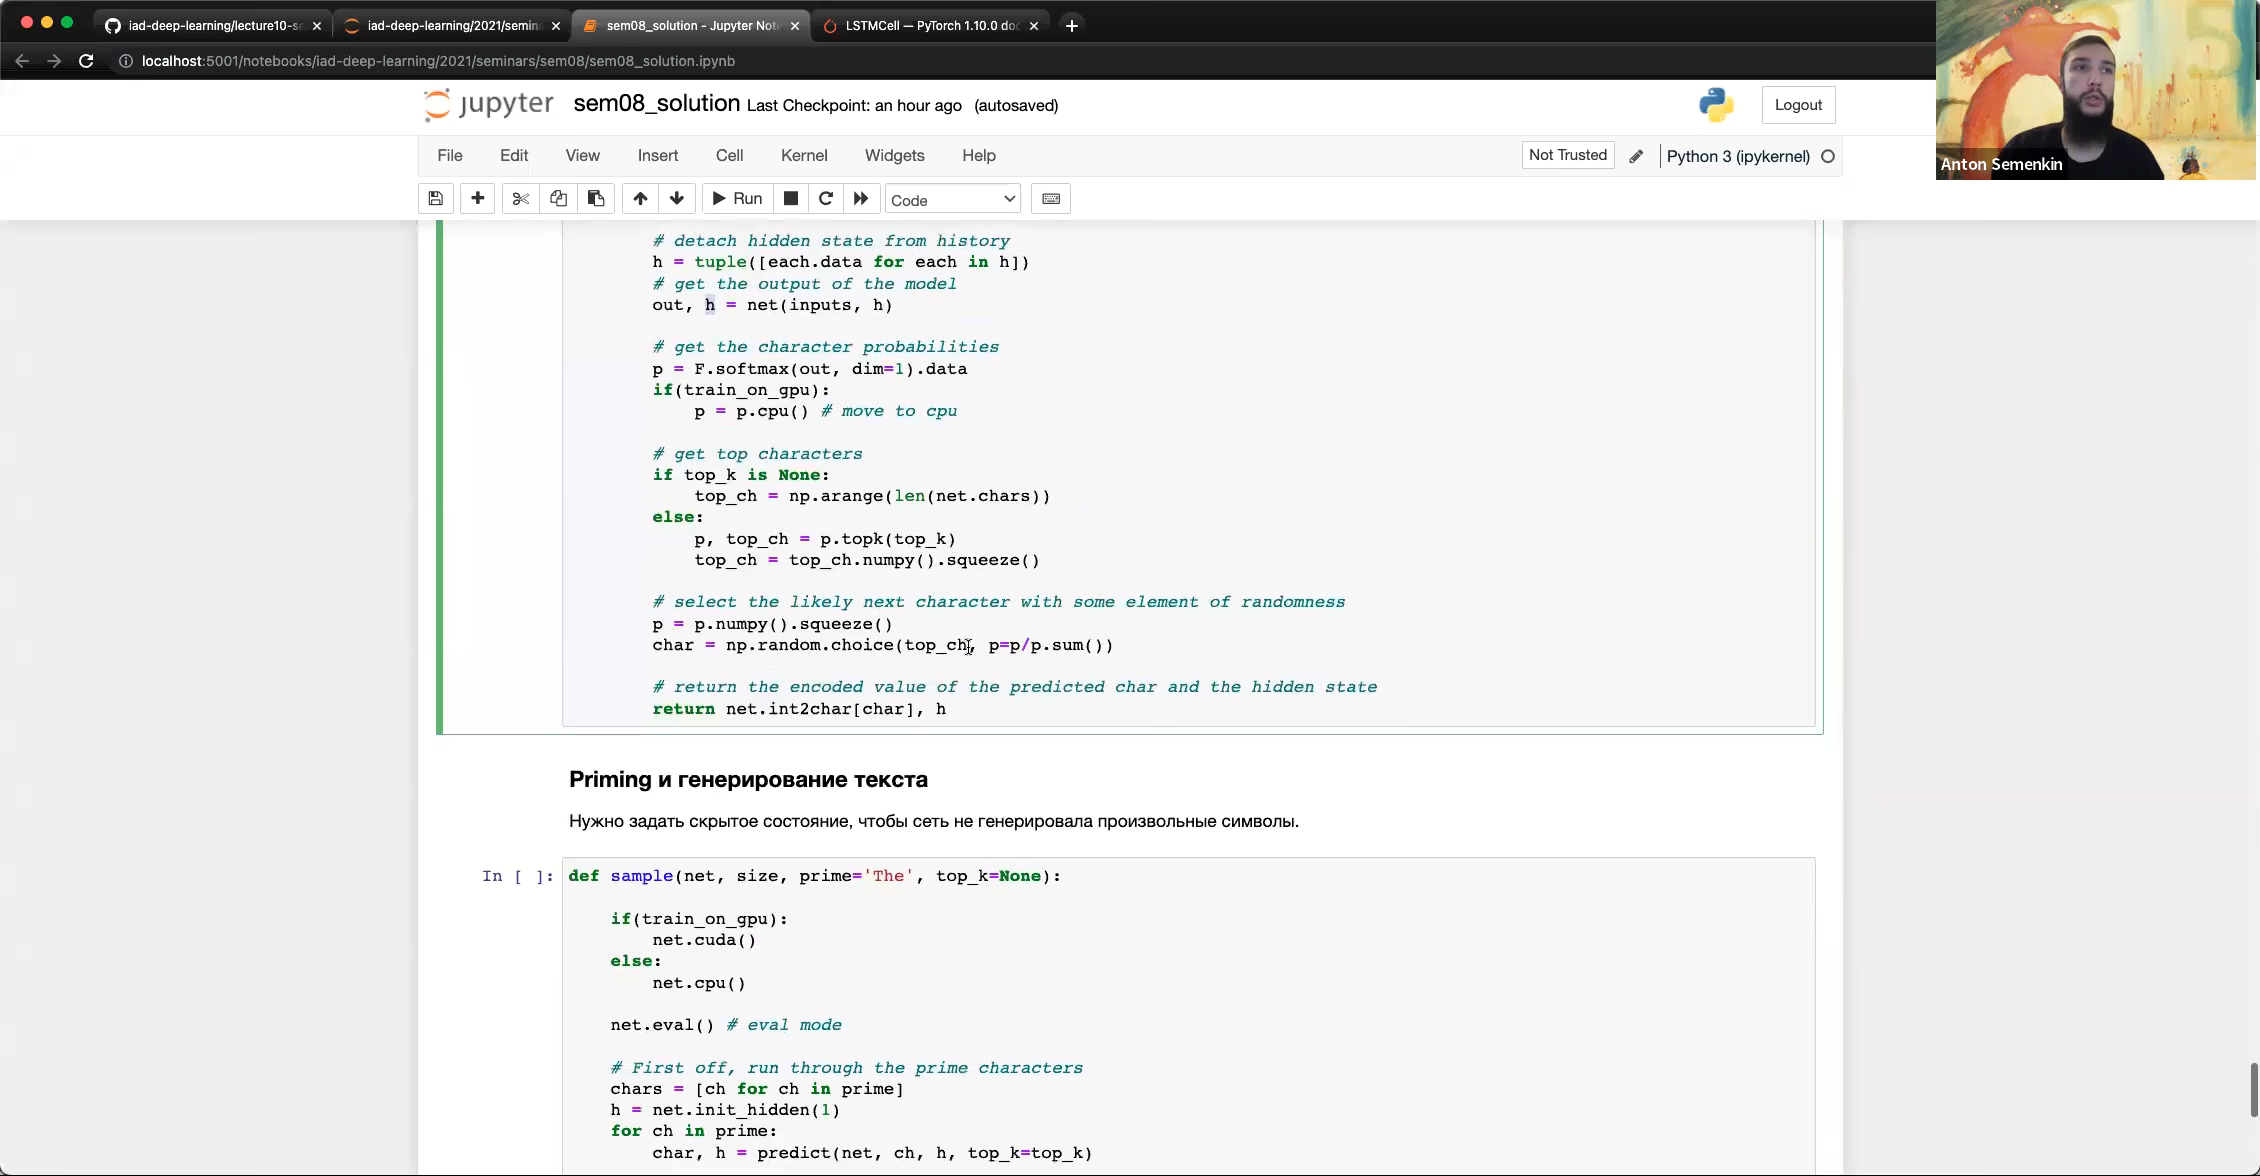 iad-deep-learning/lecture10-se
iad-deep-learning/2021/semin
sem08_solution - Jupyter Note
LSTMCell — PyTorch 1.10.0 doc
localhost:5001/notebooks/iad-deep-learning/2021/seminars/sem08/sem08_solution.ipynb
Anton Semenkin
jupyter sem08_solution Last Checkpoint: an hour ago (autosaved)
Logout
File Edit View Insert Cell Kernel Widgets Help
Not Trusted
Python 3 (ipykernel)
Run
Code
# detach hidden state from history
h = tuple([each.data for each in h])
# get the output of the model
out, h = net(inputs, h)
# get the character probabilities
p = F.softmax(out, dim=1).data
if(train_on_gpu):
p = p.cpu() # move to cpu
# get top characters
if top_k is None:
top_ch = np.arange(len(net.chars))
else:
p, top_ch = p.topk(top_k)
top_ch = top_ch.numpy().squeeze()
# select the likely next character with some element of randomness
p = p.numpy().squeeze()
char = np.random.choice(top_ch, p=p/p.sum())
# return the encoded value of the predicted char and the hidden state
return net.int2char[char], h
Priming и генерирование текста
Нужно задать скрытое состояние, чтобы сеть не генерировала произвольные символы.
In [ ]:
def sample(net, size, prime='The', top_k=None):
if(train_on_gpu):
net.cuda()
else:
net.cpu()
net.eval() # eval mode
# First off, run through the prime characters
chars = [ch for ch in prime]
h = net.init_hidden(1)
for ch in prime:
char, h = predict(net, ch, h, top_k=top_k)